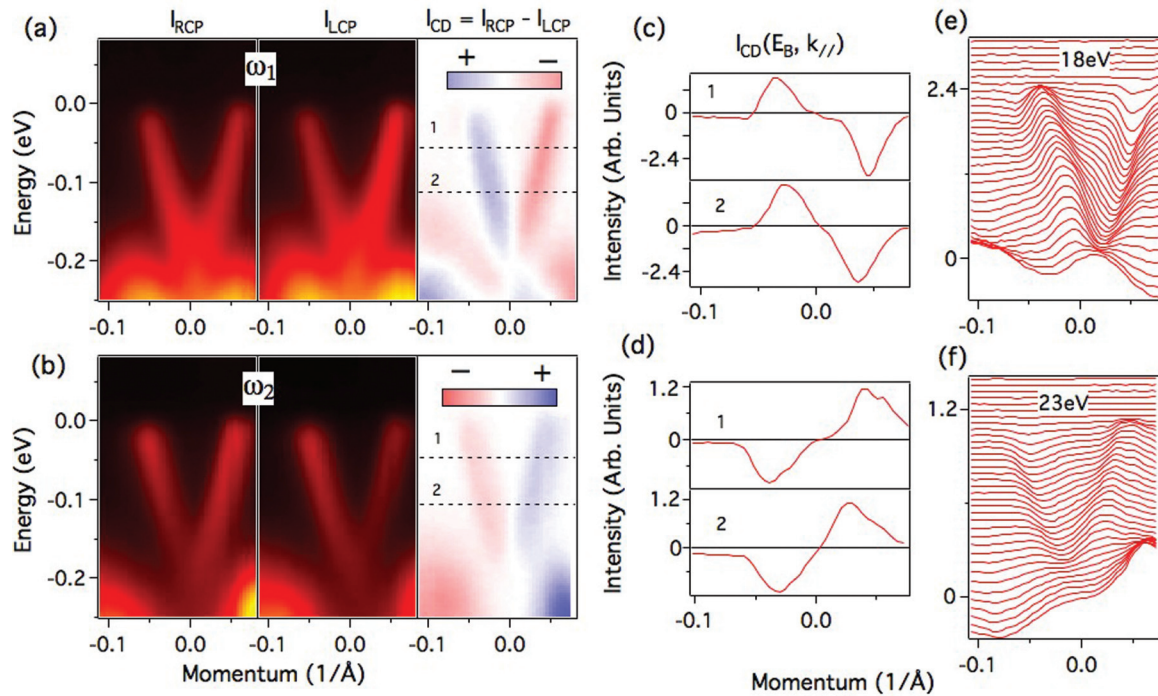 I_RCP I_LCP I_CD = I_RCP - I_LCP
(a)
ω₁
+ −
Energy (eV)
0.0
-0.1
-0.2
1
2
-0.1 0.0 -0.1 0.0 -0.1 0.0
(b)
ω₂
− +
Energy (eV)
0.0
-0.1
-0.2
1
2
-0.1 0.0 -0.1 0.0 -0.1 0.0
Momentum (1/Å)
(c)
I_CD(E_B, k_//)
Intensity (Arb. Units)
1
0
-2.4
2
0
-2.4
-0.1 0.0
(d)
Intensity (Arb. Units)
1.2
1
0
1.2
2
0
-0.1 0.0
(e)
18eV
2.4
0
-0.1 0.0
(f)
23eV
1.2
0
-0.1 0.0
Momentum (1/Å)